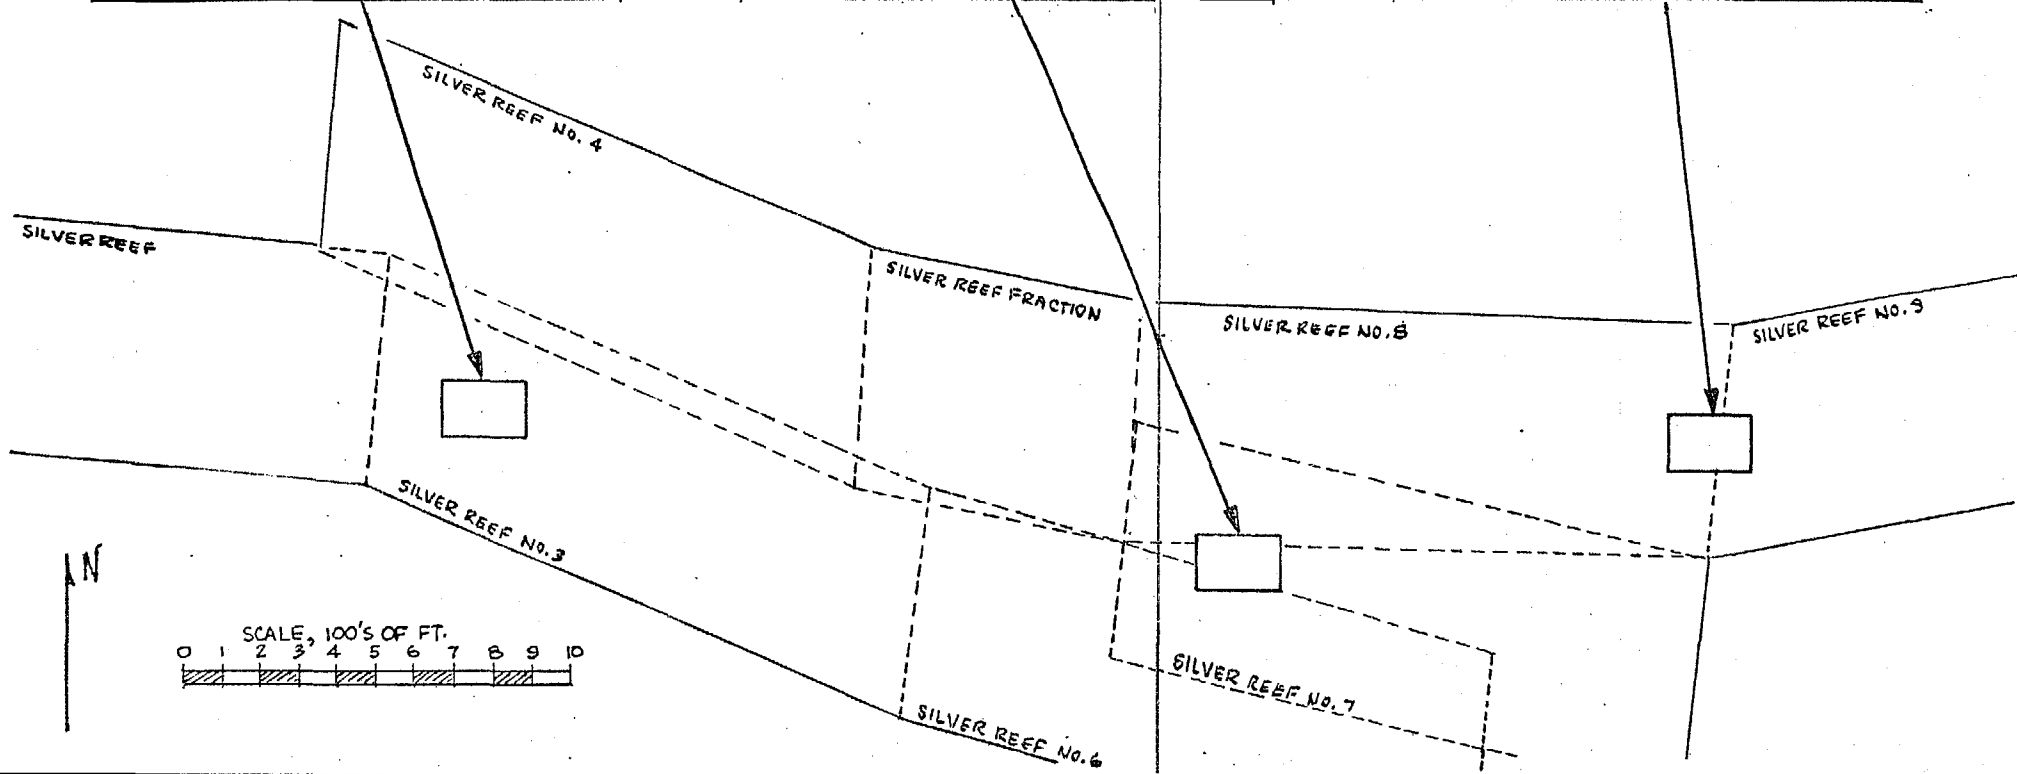 SILVER REEF NO. 4
SILVER REEF
SILVER REEF FRACTION
SILVER REEF NO. 8
SILVER REEF NO. 9
SILVER REEF NO. 3
N
SCALE, 100'S OF FT.
0 1 2 3 4 5 6 7 8 9 10
SILVER REEF NO. 7
SILVER REEF NO. 6